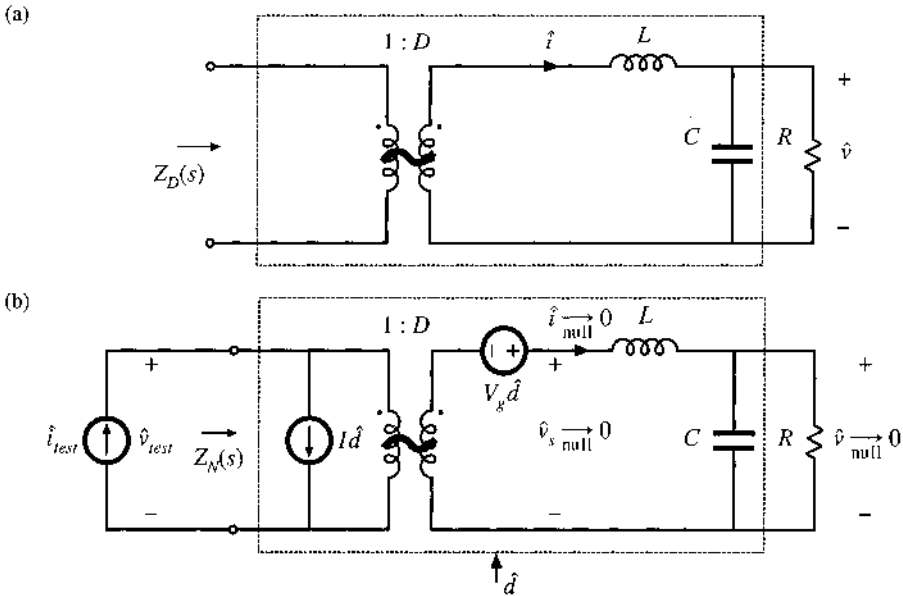 (a)
1 : D
î
L
Z_D(s)
C
R
+
v̂
–
(b)
1 : D
î → 0
null
L
+
V_g d̂
+
+
î_test
v̂_test
Z_N(s)
I d̂
v̂_s → 0
null
C
R
v̂ → 0
null
–
–
–
d̂